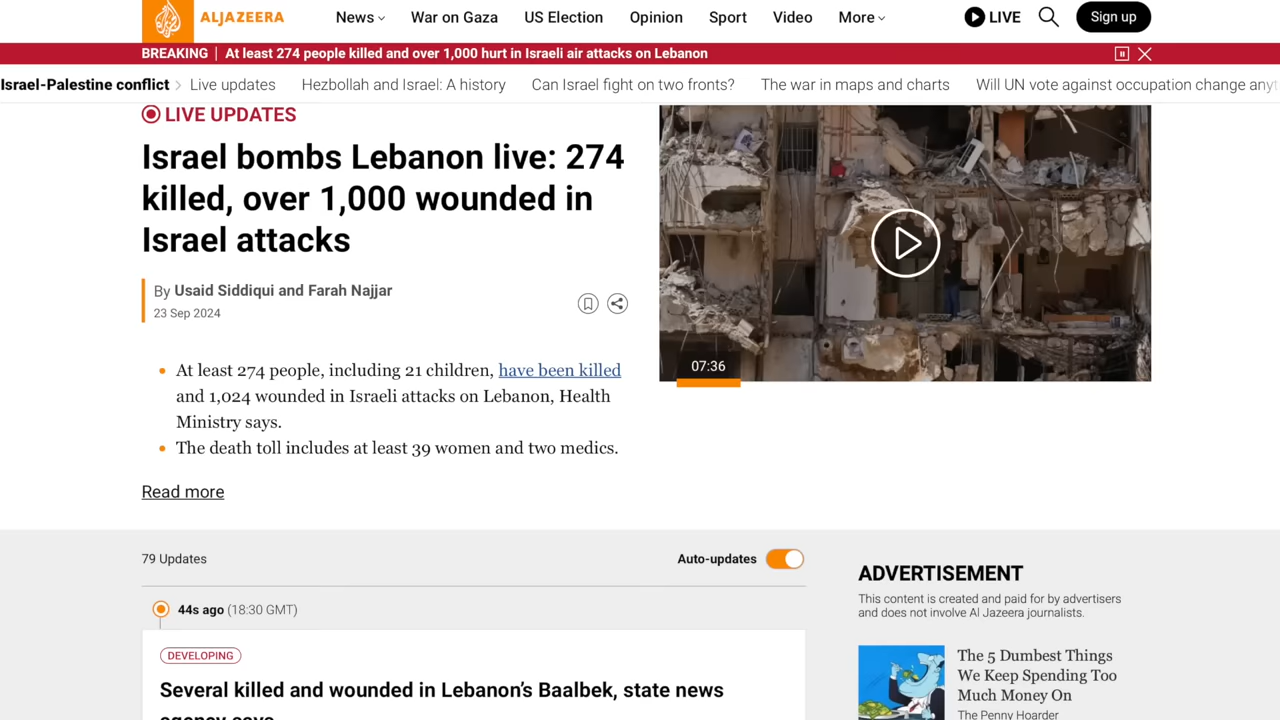 ALJAZEERA
News
War on Gaza
US Election
Opinion
Sport
Video
More
LIVE
Sign up
BREAKING | At least 274 people killed and over 1,000 hurt in Israeli air attacks on Lebanon
Israel-Palestine conflict
Live updates
Hezbollah and Israel: A history
Can Israel fight on two fronts?
The war in maps and charts
Will UN vote against occupation change any
LIVE UPDATES
Israel bombs Lebanon live: 274
killed, over 1,000 wounded in
Israel attacks
By Usaid Siddiqui and Farah Najjar
23 Sep 2024
At least 274 people, including 21 children, have been killed
and 1,024 wounded in Israeli attacks on Lebanon, Health
Ministry says.
The death toll includes at least 39 women and two medics.
Read more
07:36
79 Updates
Auto-updates
44s ago (18:30 GMT)
DEVELOPING
Several killed and wounded in Lebanon’s Baalbek, state news
agency says
ADVERTISEMENT
This content is created and paid for by advertisers
and does not involve Al Jazeera journalists.
The 5 Dumbest Things
We Keep Spending Too
Much Money On
The Penny Hoarder